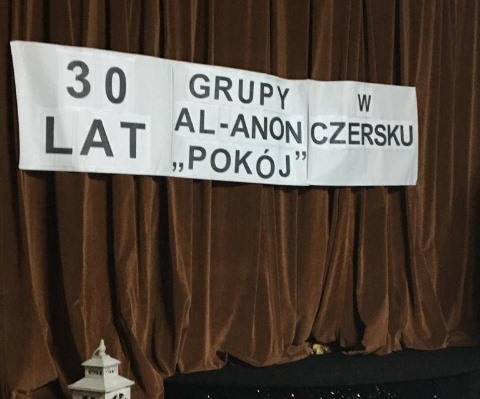 30
LAT
GRUPY
AL-ANON
„POKÓJ”
W
CZERSKU